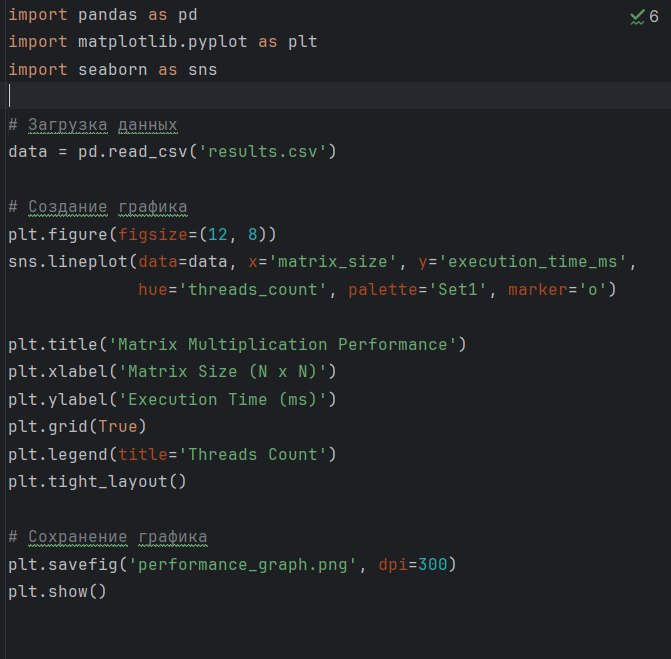 import pandas as pd
import matplotlib.pyplot as plt
import seaborn as sns
# Загрузка данных
data = pd.read_csv('results.csv')
# Создание графика
plt.figure(figsize=(12, 8))
sns.lineplot(data=data, x='matrix_size', y='execution_time_ms',
             hue='threads_count', palette='Set1', marker='o')
plt.title('Matrix Multiplication Performance')
plt.xlabel('Matrix Size (N x N)')
plt.ylabel('Execution Time (ms)')
plt.grid(True)
plt.legend(title='Threads Count')
plt.tight_layout()
# Сохранение графика
plt.savefig('performance_graph.png', dpi=300)
plt.show()
6